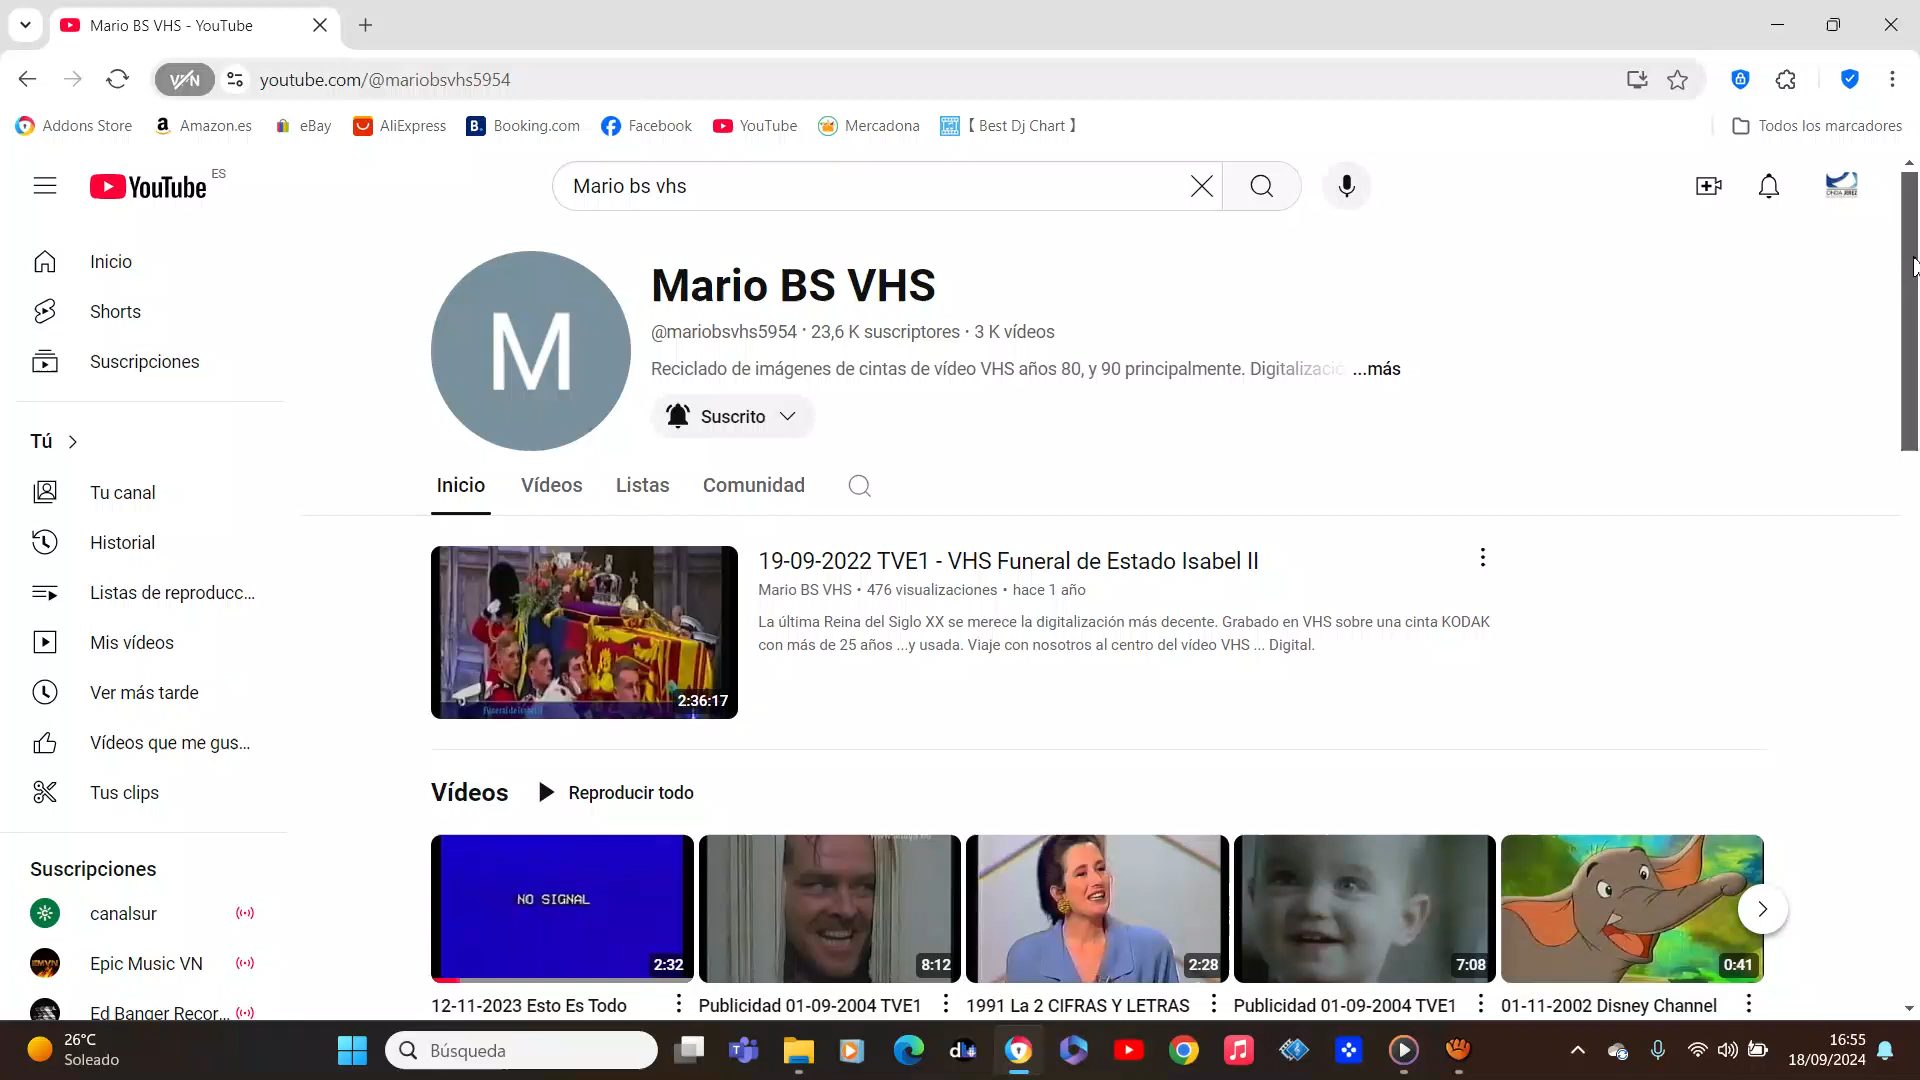 Mario BS VHS - YouTube
VPN
youtube.com/@mariobsvhs5954
Addons Store
Amazon.es
eBay
AliExpress
Booking.com
Facebook
YouTube
Mercadona
【 Best Dj Chart 】
Todos los marcadores
YouTube ES
Mario bs vhs
ONDA JEREZ
Inicio
Shorts
Suscripciones
Tú
Tu canal
Historial
Listas de reproducc...
Mis vídeos
Ver más tarde
Vídeos que me gus...
Tus clips
Suscripciones
canalsur
Epic Music VN
Ed Banger Recor...
M
Mario BS VHS
@mariobsvhs5954 · 23,6 K suscriptores · 3 K vídeos
Reciclado de imágenes de cintas de vídeo VHS años 80, y 90 principalmente. Digitalizació ...más
Suscrito
Inicio
Vídeos
Listas
Comunidad
Funeral de Isabel II
2:36:17
19-09-2022 TVE1 - VHS Funeral de Estado Isabel II
Mario BS VHS • 476 visualizaciones • hace 1 año
La última Reina del Siglo XX se merece la digitalización más decente. Grabado en VHS sobre una cinta KODAK
con más de 25 años ...y usada. Viaje con nosotros al centro del vídeo VHS ... Digital.
Vídeos
Reproducir todo
NO SIGNAL
2:32
8:12
2:28
7:08
0:41
12-11-2023 Esto Es Todo
Publicidad 01-09-2004 TVE1
1991 La 2 CIFRAS Y LETRAS
Publicidad 01-09-2004 TVE1
01-11-2002 Disney Channel
26°C
Soleado
Búsqueda
16:55
18/09/2024